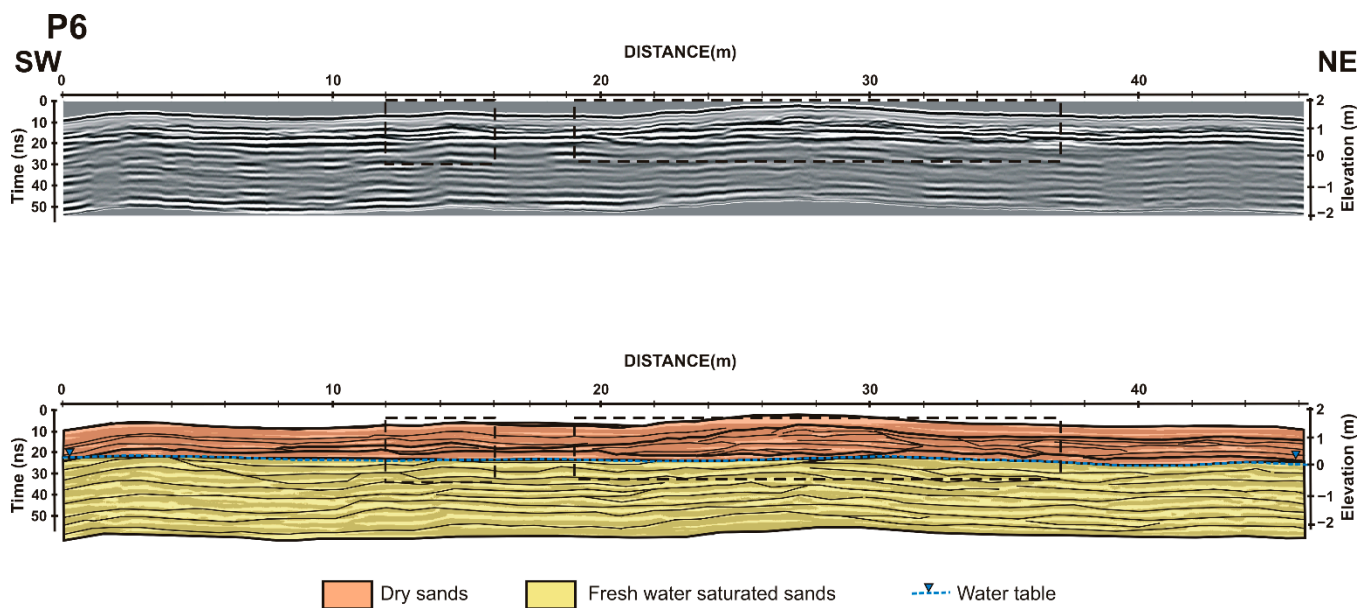 P6
SW
DISTANCE(m)
NE
0 10 20 30 40
Time (ns)
0
10
20
30
40
50
2
1
0
−1
−2
Elevation (m)
DISTANCE(m)
0 10 20 30 40
Time (ns)
0
10
20
30
40
50
2
1
0
−1
−2
Elevation (m)
Dry sands
Fresh water saturated sands
Water table